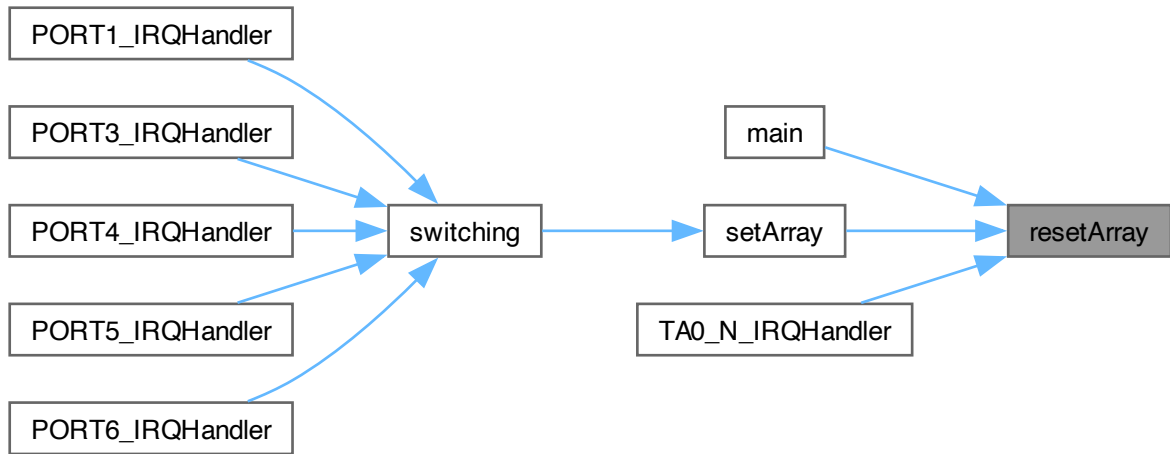 PORT1_IRQHandler
PORT3_IRQHandler
PORT4_IRQHandler
PORT5_IRQHandler
PORT6_IRQHandler
switching
main
setArray
TA0_N_IRQHandler
resetArray